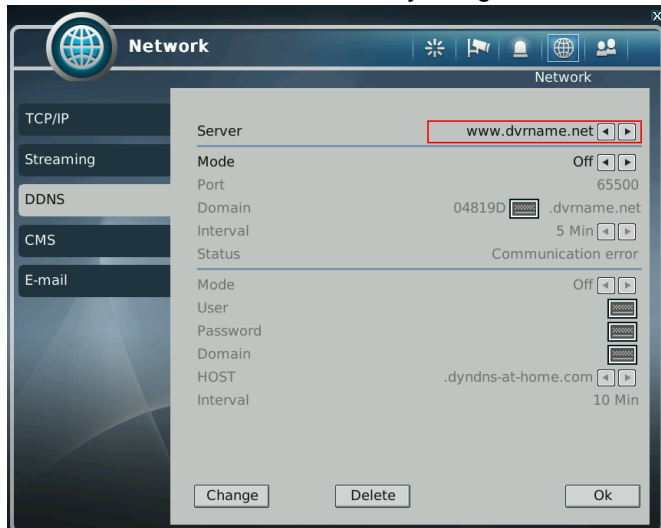 Network
Network
TCP/IP
Streaming
DDNS
CMS
E-mail
Server www.dvrname.net
Mode Off
Port 65500
Domain 04819D .dvrname.net
Interval 5 Min
Status Communication error
Mode Off
User
Password
Domain
HOST .dyndns-at-home.com
Interval 10 Min
Change Delete Ok